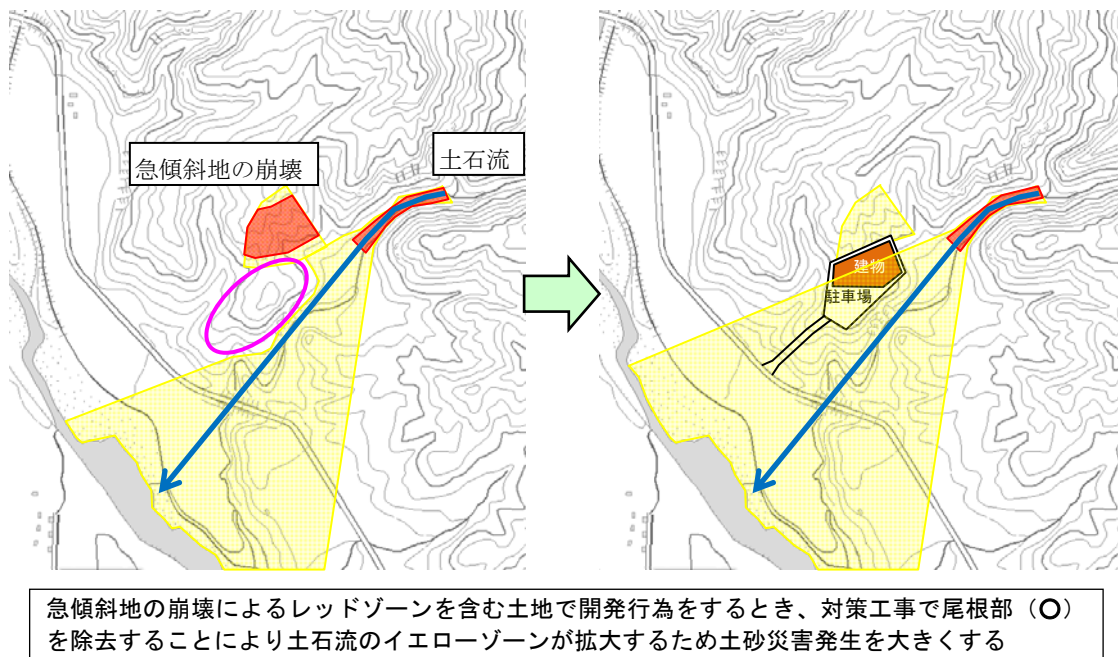 急傾斜地の崩壊
土石流
建物
駐車場
急傾斜地の崩壊によるレッドゾーンを含む土地で開発行為をするとき、対策工事で尾根部（○）
を除去することにより土石流のイエローゾーンが拡大するため土砂災害発生を大きくする